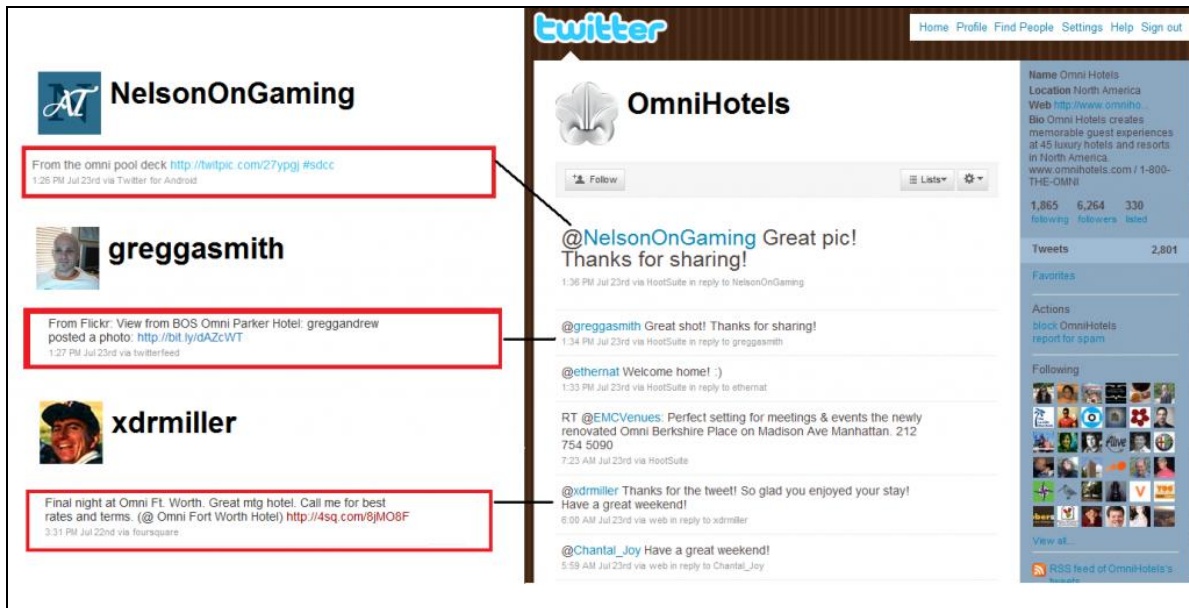 NelsonOnGaming
From the omni pool deck http://twitpic.com/27ypgj #sdcc
1:26 PM Jul 23rd via Twitter for Android
greggasmith
From Flickr: View from BOS Omni Parker Hotel: greggandrew
posted a photo: http://bit.ly/dAZcWT
1:27 PM Jul 23rd via twitterfeed
xdrmiller
Final night at Omni Ft. Worth. Great mtg hotel. Call me for best
rates and terms. (@ Omni Fort Worth Hotel) http://4sq.com/8jMO8F
3:31 PM Jul 22nd via foursquare
twitter
Home Profile Find People Settings Help Sign out
OmniHotels
Follow
Lists
@NelsonOnGaming Great pic!
Thanks for sharing!
1:36 PM Jul 23rd via HootSuite in reply to NelsonOnGaming
@greggasmith Great shot! Thanks for sharing!
1:34 PM Jul 23rd via HootSuite in reply to greggasmith
@ethernat Welcome home! :)
1:33 PM Jul 23rd via HootSuite in reply to ethernat
RT @EMCVenues: Perfect setting for meetings & events the newly
renovated Omni Berkshire Place on Madison Ave Manhattan. 212
754 5090
7:23 AM Jul 23rd via HootSuite
@xdrmiller Thanks for the tweet! So glad you enjoyed your stay!
Have a great weekend!
6:00 AM Jul 23rd via web in reply to xdrmiller
@Chantal_Joy Have a great weekend!
5:59 AM Jul 23rd via web in reply to Chantal_Joy
Name Omni Hotels
Location North America
Web http://www.omniho...
Bio Omni Hotels creates
memorable guest experiences
at 45 luxury hotels and resorts
in North America.
www.omnihotels.com / 1-800-
THE-OMNI
1,865 6,264 330
following followers listed
Tweets 2,801
Favorites
Actions
block OmniHotels
report for spam
Following
View all...
RSS feed of OmniHotels's
tweets